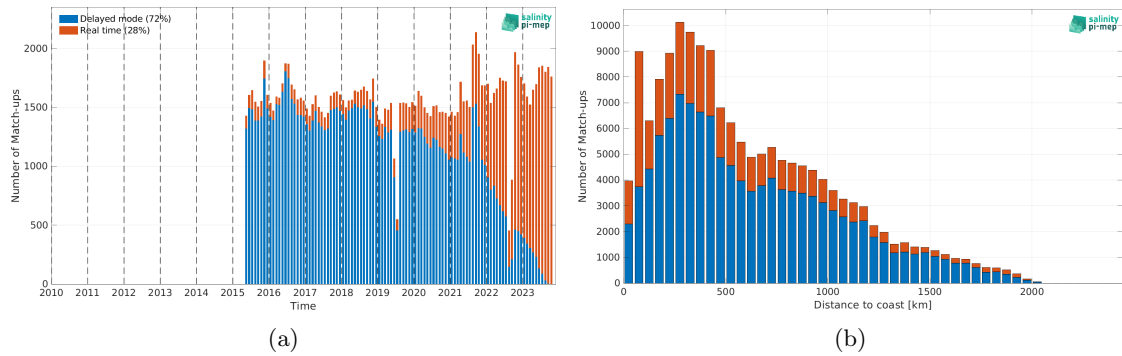 Delayed mode (72%)
Real time (28%)
salinity
pi-mep
Number of Match-ups
2000
1500
1000
500
0
2010 2011 2012 2013 2014 2015 2016 2017 2018 2019 2020 2021 2022 2023
Time
(a)
salinity
pi-mep
Number of Match-ups
10000
9000
8000
7000
6000
5000
4000
3000
2000
1000
0
0 500 1000 1500 2000
Distance to coast [km]
(b)